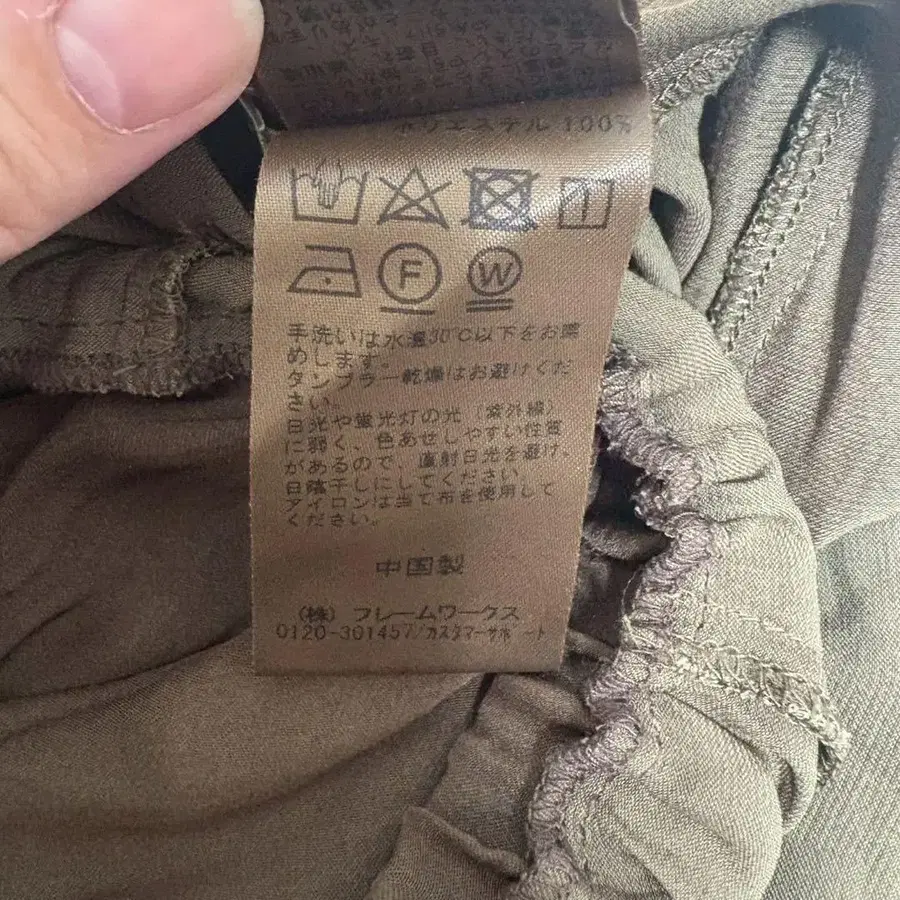 ポリエステル 100%
F
W
手洗いは水温30℃以下をお薦
めします。
タンブラー乾燥はお避けくだ
さい。
日光や蛍光灯の光（紫外線）
に弱く、色あせしやすい性質
があるので、直射日光を避け、
日陰干しにしてください
アイロンは当て布を使用して
ください。
中国製
（株）フレームワークス
0120-301457/カスタマーサポート